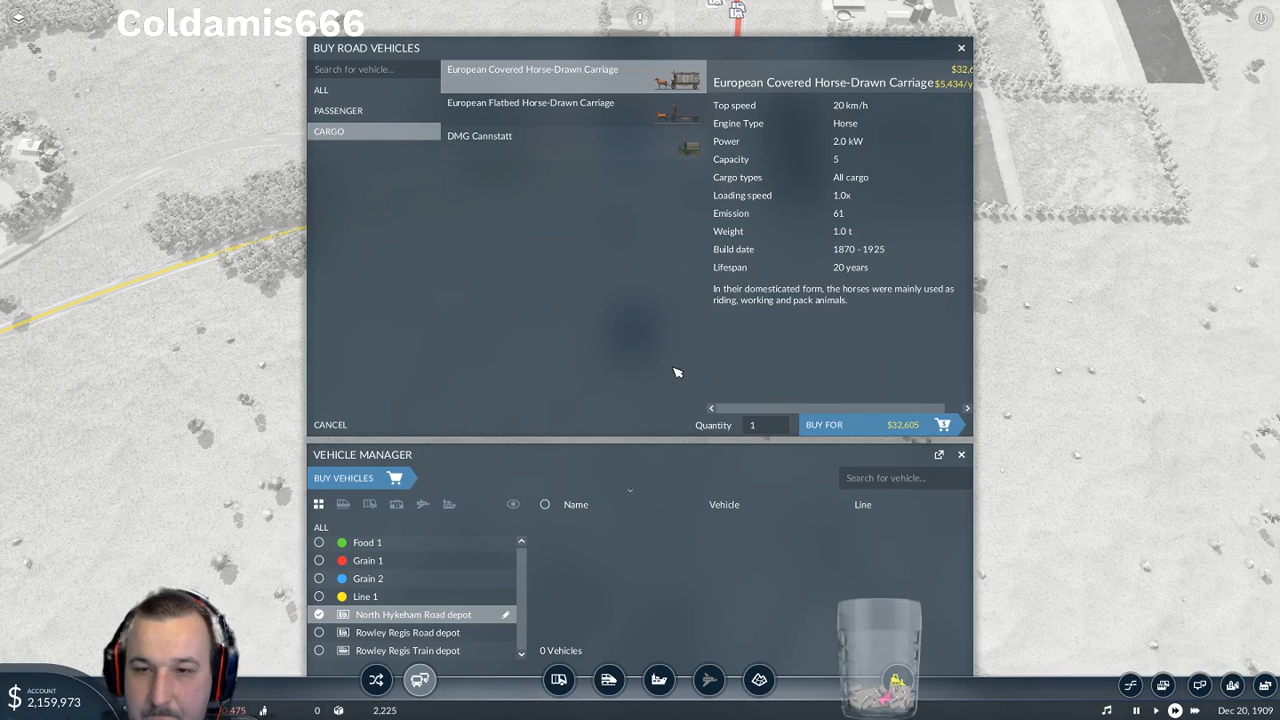 Coldamis666
BUY ROAD VEHICLES
Search for vehicle...
ALL
PASSENGER
CARGO
European Covered Horse-Drawn Carriage
European Flatbed Horse-Drawn Carriage
DMG Cannstatt
European Covered Horse-Drawn Carriage
$32,6
$5,434/y
Top speed 20 km/h
Engine Type Horse
Power 2.0 kW
Capacity 5
Cargo types All cargo
Loading speed 1.0x
Emission 61
Weight 1.0 t
Build date 1870 - 1925
Lifespan 20 years
In their domesticated form, the horses were mainly used as
riding, working and pack animals.
CANCEL
Quantity 1
BUY FOR $32,605
VEHICLE MANAGER
BUY VEHICLES
Search for vehicle...
Name Vehicle Line
ALL
Food 1
Grain 1
Grain 2
Line 1
North Hykeham Road depot
Rowley Regis Road depot
Rowley Regis Train depot
0 Vehicles
$ ACCOUNT
2,159,973
0.475 0 2,225
Dec 20, 1909